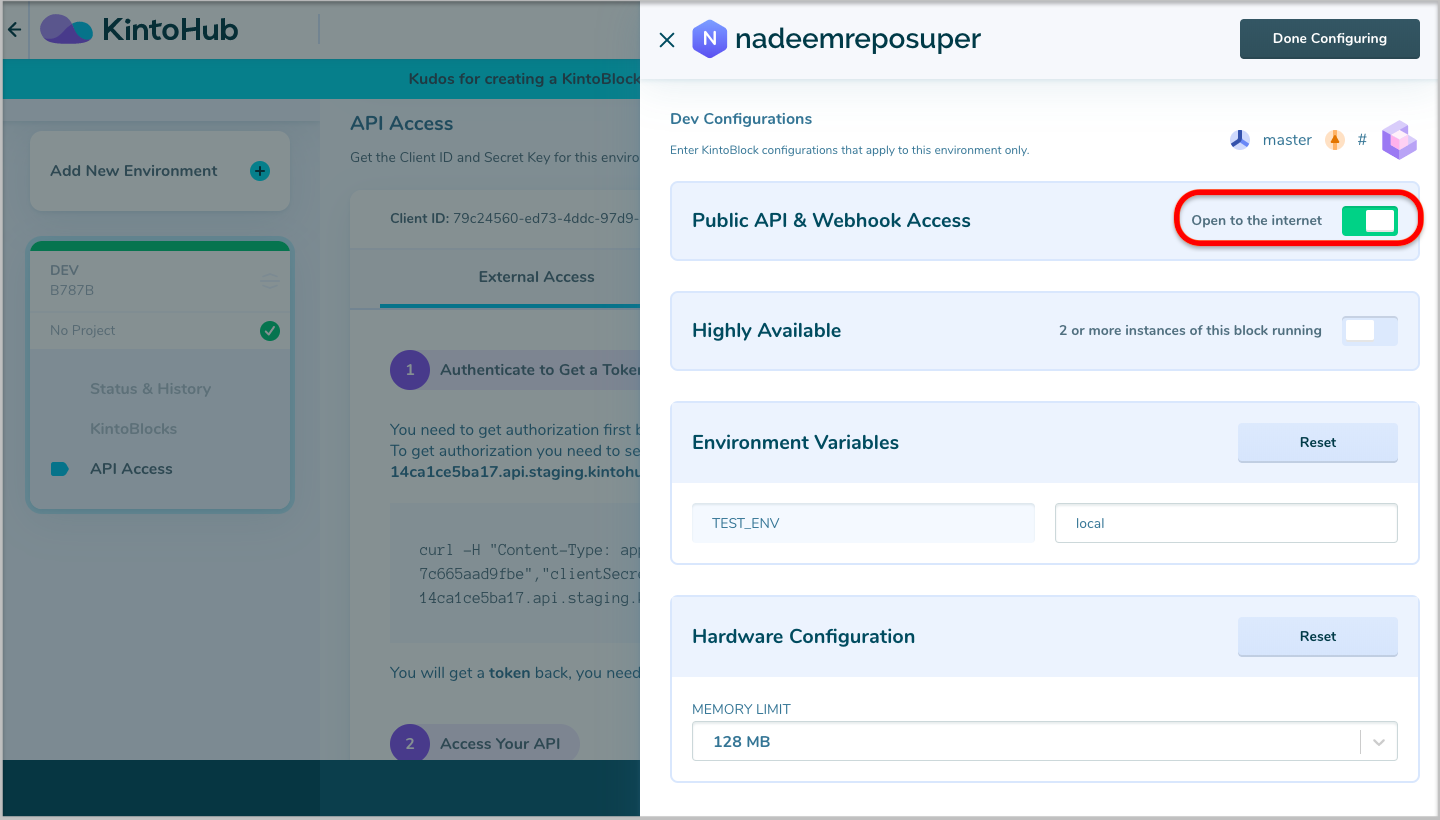 KintoHub
Kudos for creating a KintoBlock
Add New Environment
DEV
B787B
No Project
Status & History
KintoBlocks
API Access
API Access
Get the Client ID and Secret Key for this enviro
Client ID: 79c24560-ed73-4ddc-97d9-
External Access
1 Authenticate to Get a Token
You need to get authorization first b
To get authorization you need to se
14ca1ce5ba17.api.staging.kintohu
curl -H "Content-Type: app
7c665aad9fbe","clientSecre
14ca1ce5ba17.api.staging.k
You will get a token back, you need
2 Access Your API
N nadeemreposuper
Done Configuring
Dev Configurations
Enter KintoBlock configurations that apply to this environment only.
master #
Public API & Webhook Access
Open to the internet
Highly Available
2 or more instances of this block running
Environment Variables
Reset
TEST_ENV
local
Hardware Configuration
Reset
MEMORY LIMIT
128 MB